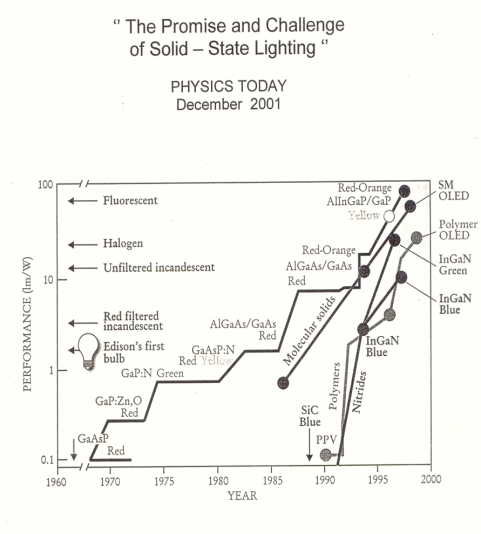 “ The Promise and Challenge
of Solid – State Lighting “
PHYSICS TODAY
December 2001
PERFORMANCE (lm/W)
100
10
1
0.1
Fluorescent
Halogen
Unfiltered incandescent
Red filtered
incandescent
Edison's first
bulb
GaAsP
Red
GaP:Zn,O
Red
GaP:N Green
GaAsP:N
Red Yellow
AlGaAs/GaAs
Red
AlGaAs/GaAs
Red
Red-Orange
Red-Orange
AlInGaP/GaP
Yellow
SM
OLED
Polymer
OLED
InGaN
Green
InGaN
Blue
InGaN
Blue
Molecular solids
Polymers
Nitrides
SiC
Blue
PPV
1960
1970
1975
1980
1985
1990
1995
2000
YEAR